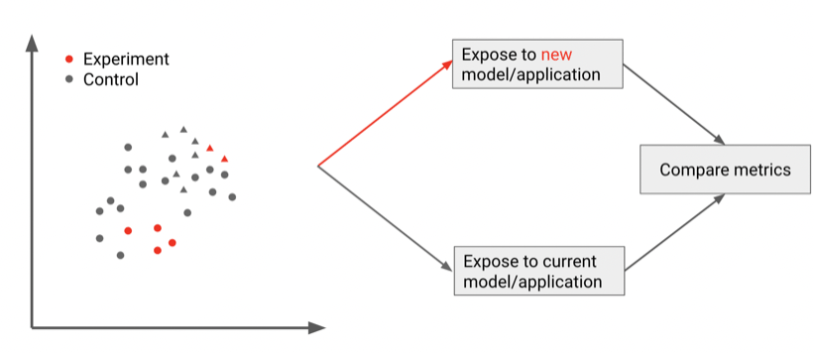 Experiment
Control
Expose to new
model/application
Compare metrics
Expose to current
model/application